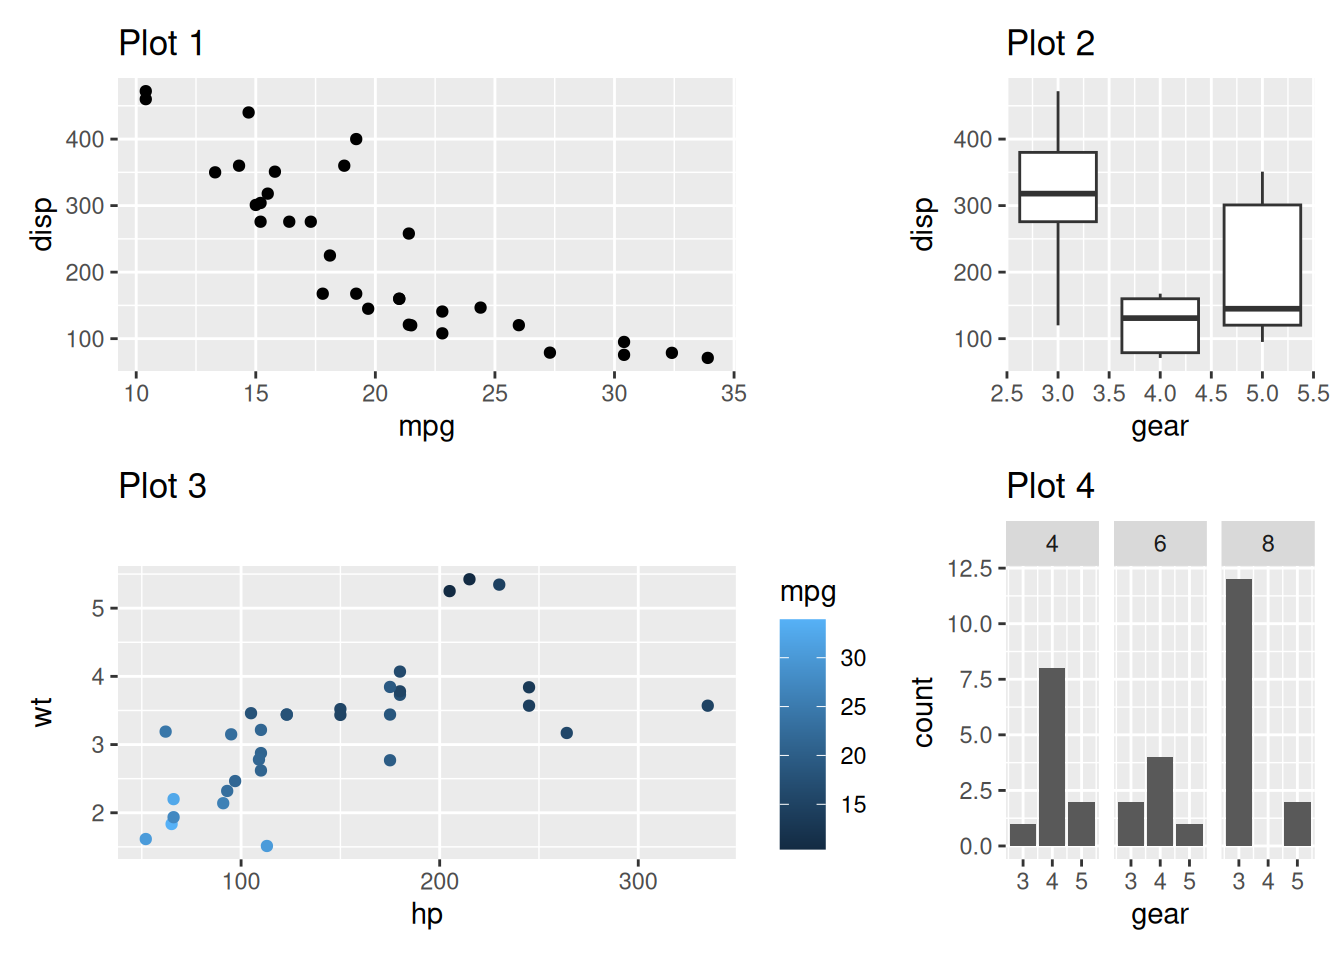 Plot 1
disp
400
300
200
100
10 15 20 25 30 35
mpg
Plot 2
disp
400
300
200
100
2.5 3.0 3.5 4.0 4.5 5.0 5.5
gear
Plot 3
wt
5
4
3
2
100 200 300
hp
mpg
30
25
20
15
Plot 4
4 6 8
count
12.5
10.0
7.5
5.0
2.5
0.0
3 4 5 3 4 5 3 4 5
gear